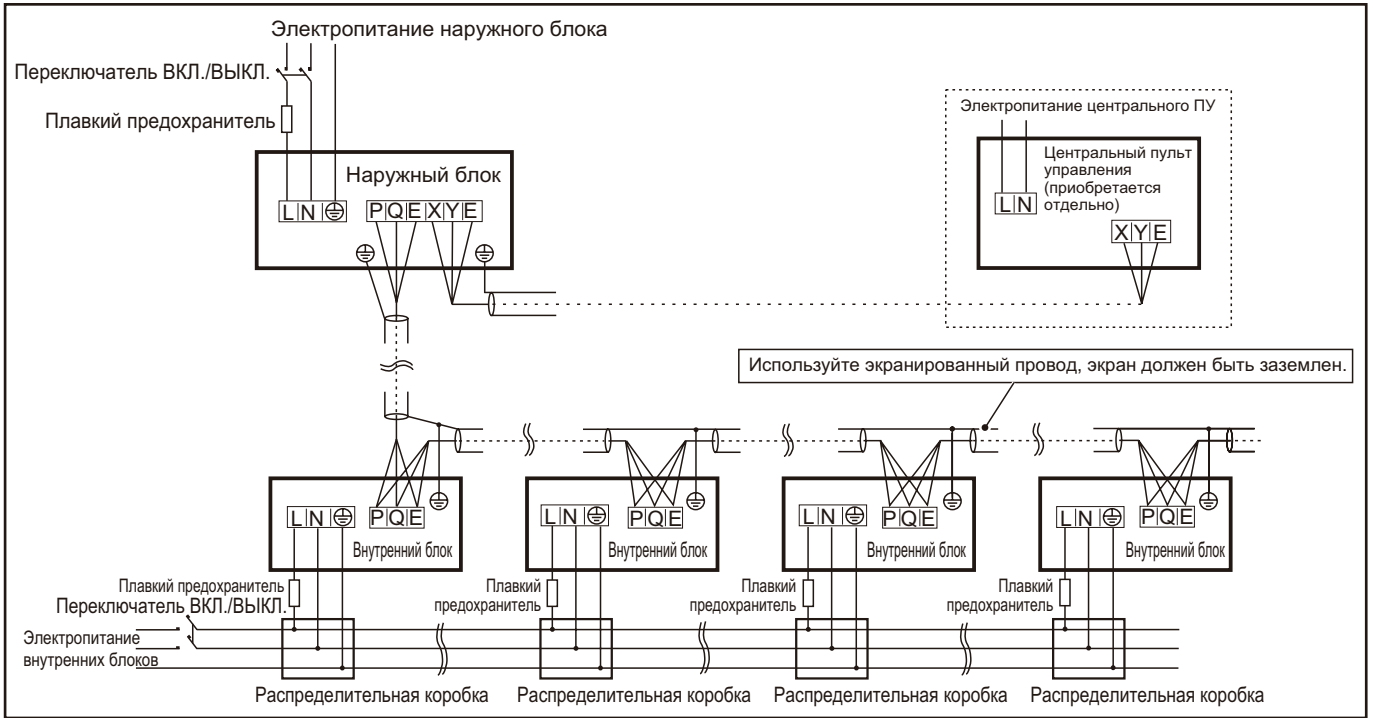 Электропитание наружного блока
Переключатель ВКЛ./ВЫКЛ.
Плавкий предохранитель
Наружный блок
L N
P Q E X Y E
Электропитание центрального ПУ
Центральный пульт
управления
(приобретается
отдельно)
L N
X Y E
Используйте экранированный провод, экран должен быть заземлен.
L N
P Q E
Внутренний блок
L N
P Q E
Внутренний блок
L N
P Q E
Внутренний блок
L N
P Q E
Внутренний блок
Плавкий предохранитель
Плавкий
предохранитель
Плавкий
предохранитель
Плавкий
предохранитель
Переключатель ВКЛ./ВЫКЛ.
Электропитание
внутренних блоков
Распределительная коробка
Распределительная коробка
Распределительная коробка
Распределительная коробка